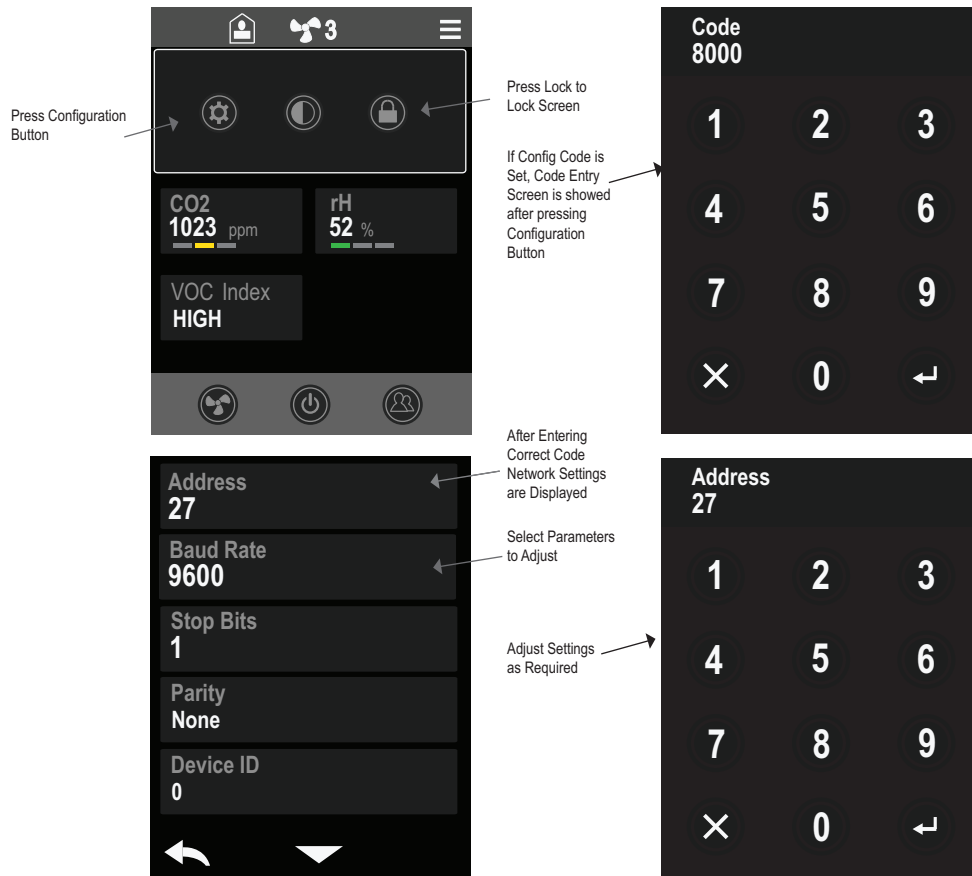 3
Press Configuration
Button
Press Lock to
Lock Screen
CO2
1023 ppm
rH
52 %
VOC Index
HIGH
If Config Code is
Set, Code Entry
Screen is showed
after pressing
Configuration
Button
Code
8000
1 2 3
4 5 6
7 8 9
0
After Entering
Correct Code
Network Settings
are Displayed
Address
27
Baud Rate
9600
Stop Bits
1
Parity
None
Device ID
0
Select Parameters
to Adjust
Adjust Settings
as Required
Address
27
1 2 3
4 5 6
7 8 9
0